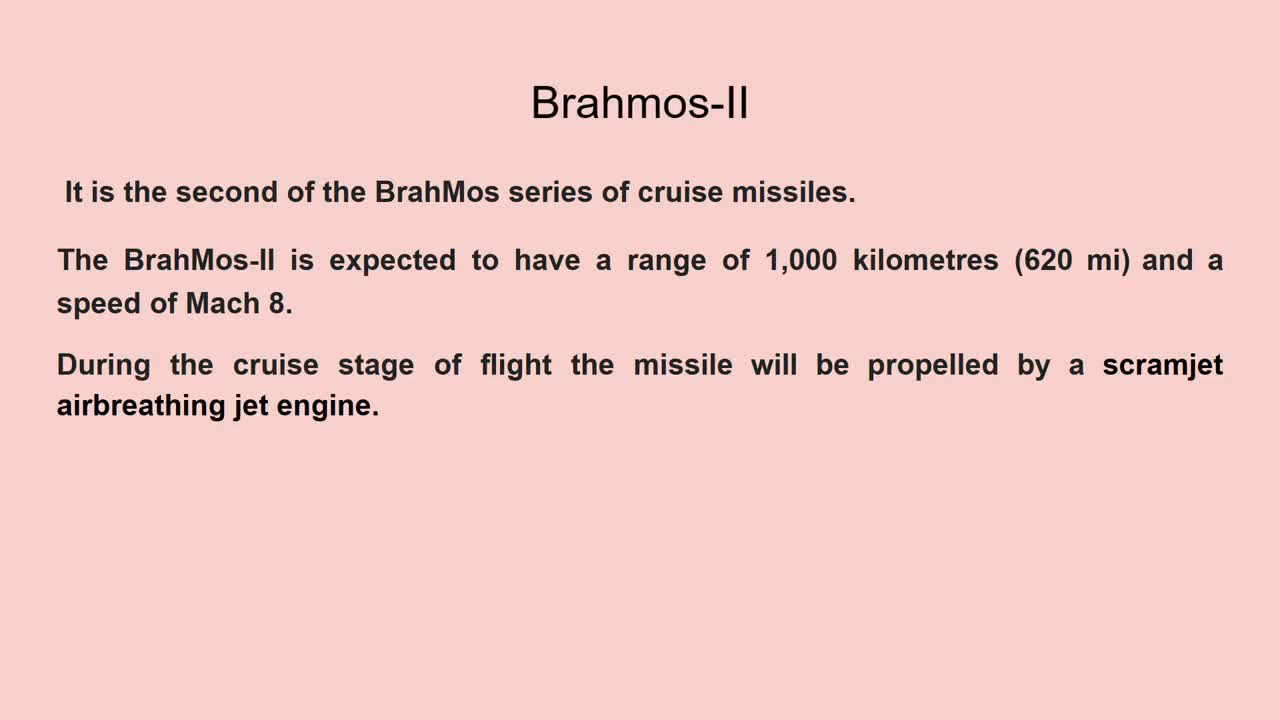 Brahmos-II
It is the second of the BrahMos series of cruise missiles.
The BrahMos-II is expected to have a range of 1,000 kilometres (620 mi) and a
speed of Mach 8.
During the cruise stage of flight the missile will be propelled by a scramjet
airbreathing jet engine.